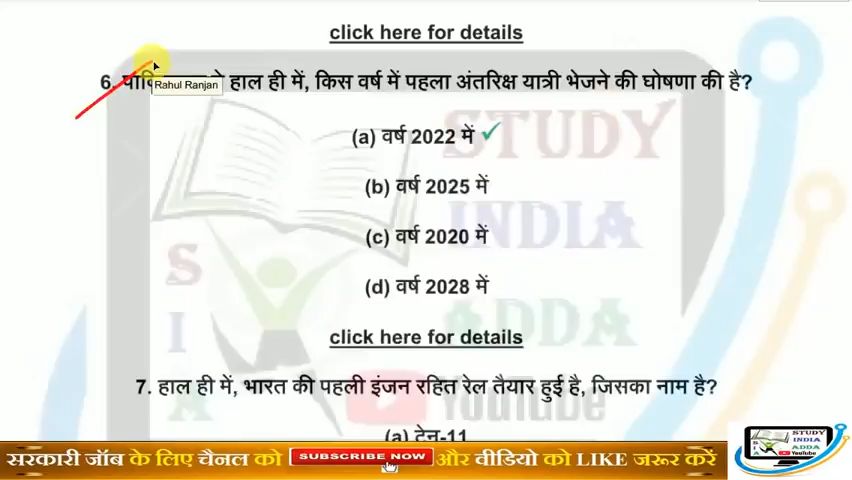 click here for details
6. हाल ही में, किस वर्ष में पहला अंतरिक्ष यात्री भेजने की घोषणा की है?
Rahul Ranjan
(a) वर्ष 2022 में
STUDY
(b) वर्ष 2025 में
INDIA
(c) वर्ष 2020 में
(d) वर्ष 2028 में
ADDA
S
I
A
click here for details
7. हाल ही में, भारत की पहली इंजन रहित रेल तैयार हुई है, जिसका नाम है?
YouTube
(a) ट्रेन-11
सरकारी जॉब के लिए चैनल को SUBSCRIBE NOW और वीडियो को LIKE जरूर करें
STUDY
INDIA
ADDA
YouTube